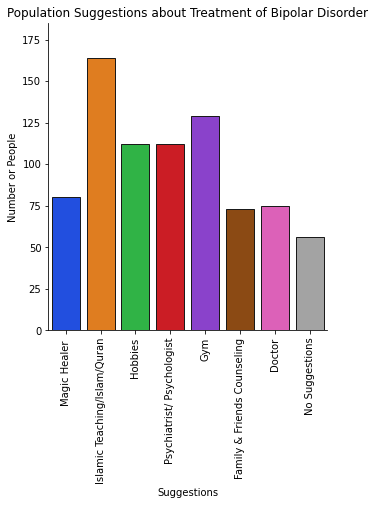 Population Suggestions about Treatment of Bipolar Disorder
175
150
125
100
75
50
25
0
Number or People
Magic Healer
Islamic Teaching/Islam/Quran
Hobbies
Psychiatrist/ Psychologist
Gym
Family & Friends Counseling
Doctor
No Suggestions
Suggestions